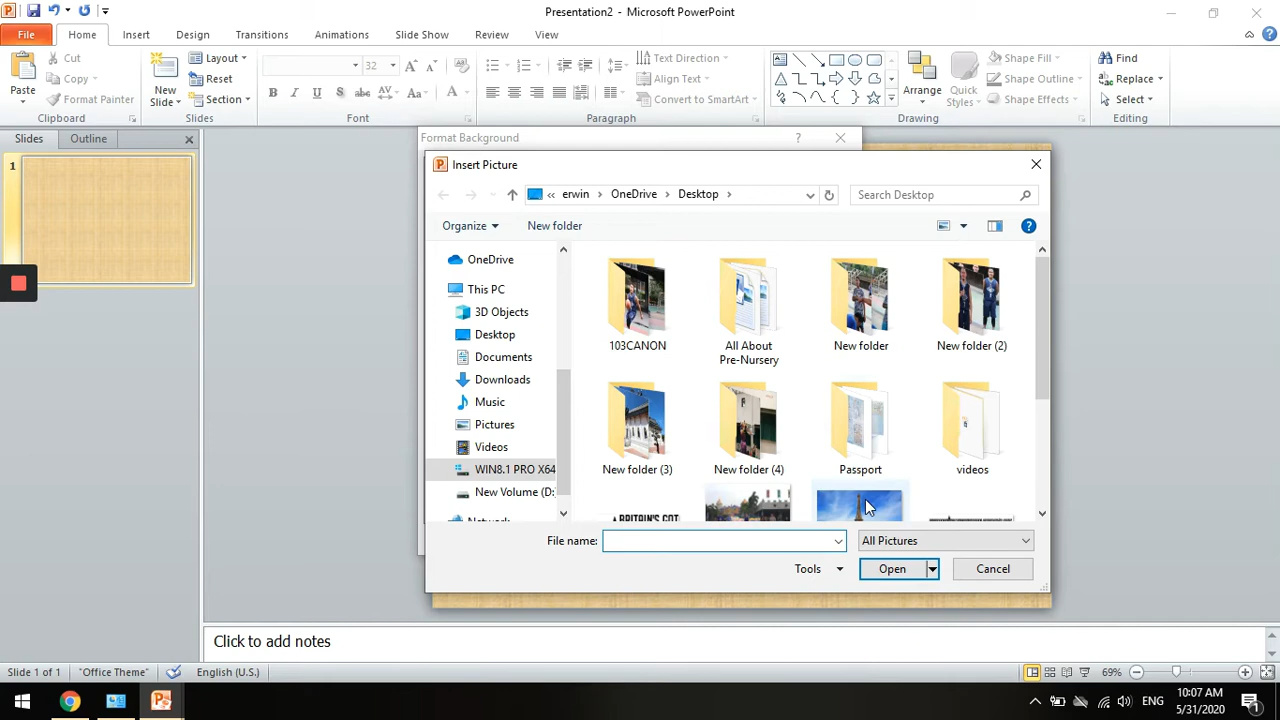 Presentation2 - Microsoft PowerPoint
File Home Insert Design Transitions Animations Slide Show Review View
Paste
Cut
Copy
Format Painter
Clipboard
New Slide
Layout
Reset
Section
Slides
32
Font
Text Direction
Align Text
Convert to SmartArt
Paragraph
Arrange
Quick Styles
Shape Fill
Shape Outline
Shape Effects
Drawing
Find
Replace
Select
Editing
Slides Outline
1
Format Background
Insert Picture
erwin OneDrive Desktop
Search Desktop
Organize New folder
OneDrive
This PC
3D Objects
Desktop
Documents
Downloads
Music
Pictures
Videos
WIN8.1 PRO X64
New Volume (D:
Network
103CANON
All About
Pre-Nursery
New folder
New folder (2)
New folder (3)
New folder (4)
Passport
videos
BRITAIN'S GOT
File name:
All Pictures
Tools Open Cancel
Click to add notes
Slide 1 of 1 "Office Theme" English (U.S.) 69%
ENG
10:07 AM
5/31/2020
1